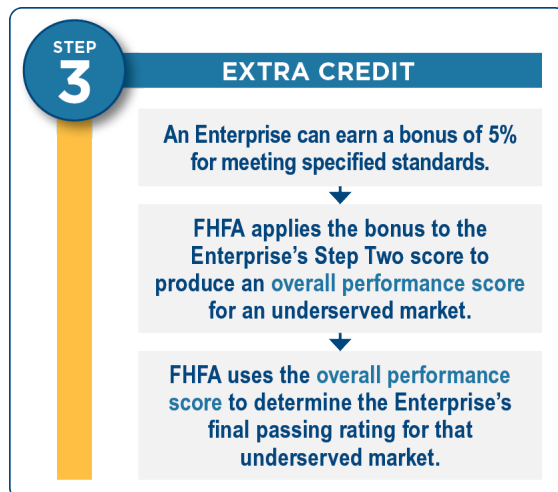 STEP
3
EXTRA CREDIT
An Enterprise can earn a bonus of 5%
for meeting specified standards.
FHFA applies the bonus to the
Enterprise's Step Two score to
produce an overall performance score
for an underserved market.
FHFA uses the overall performance
score to determine the Enterprise's
final passing rating for that
underserved market.